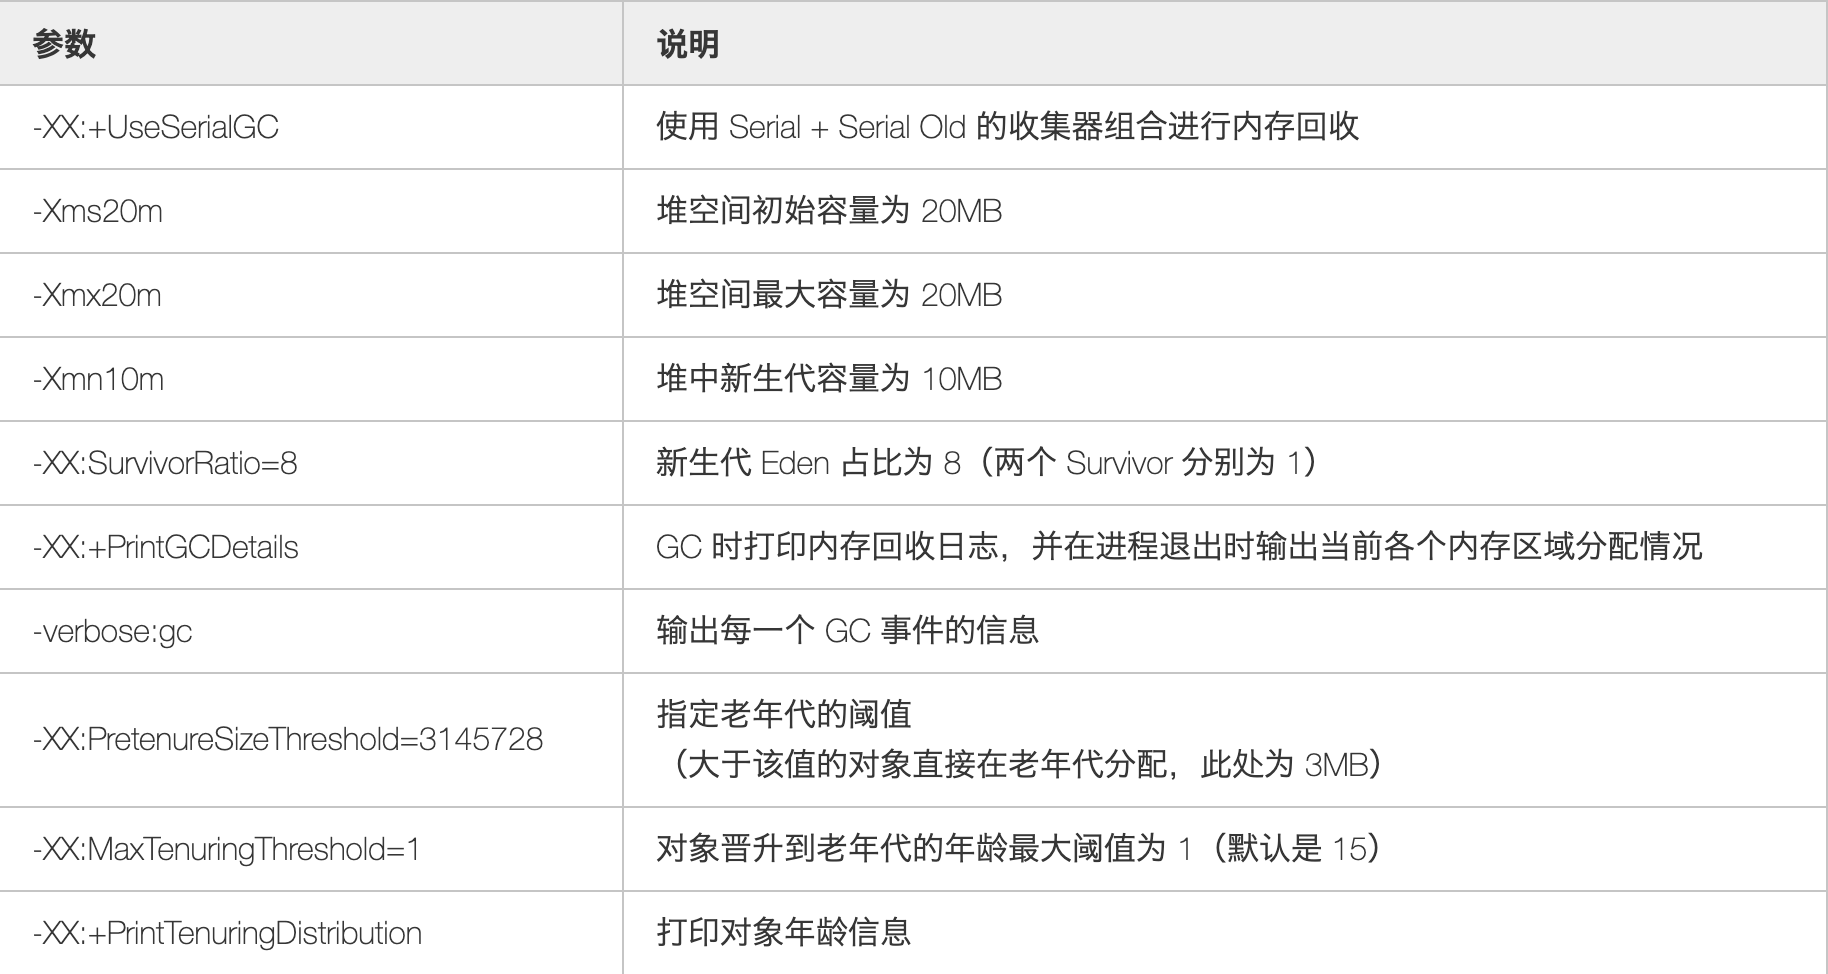 参数 说明
-XX:+UseSerialGC 使用 Serial + Serial Old 的收集器组合进行内存回收
-Xms20m 堆空间初始容量为 20MB
-Xmx20m 堆空间最大容量为 20MB
-Xmn10m 堆中新生代容量为 10MB
-XX:SurvivorRatio=8 新生代 Eden 占比为 8（两个 Survivor 分别为 1）
-XX:+PrintGCDetails GC 时打印内存回收日志，并在进程退出时输出当前各个内存区域分配情况
-verbose:gc 输出每一个 GC 事件的信息
-XX:PretenureSizeThreshold=3145728 指定老年代的阈值
（大于该值的对象直接在老年代分配，此处为 3MB）
-XX:MaxTenuringThreshold=1 对象晋升到老年代的年龄最大阈值为 1（默认是 15）
-XX:+PrintTenuringDistribution 打印对象年龄信息